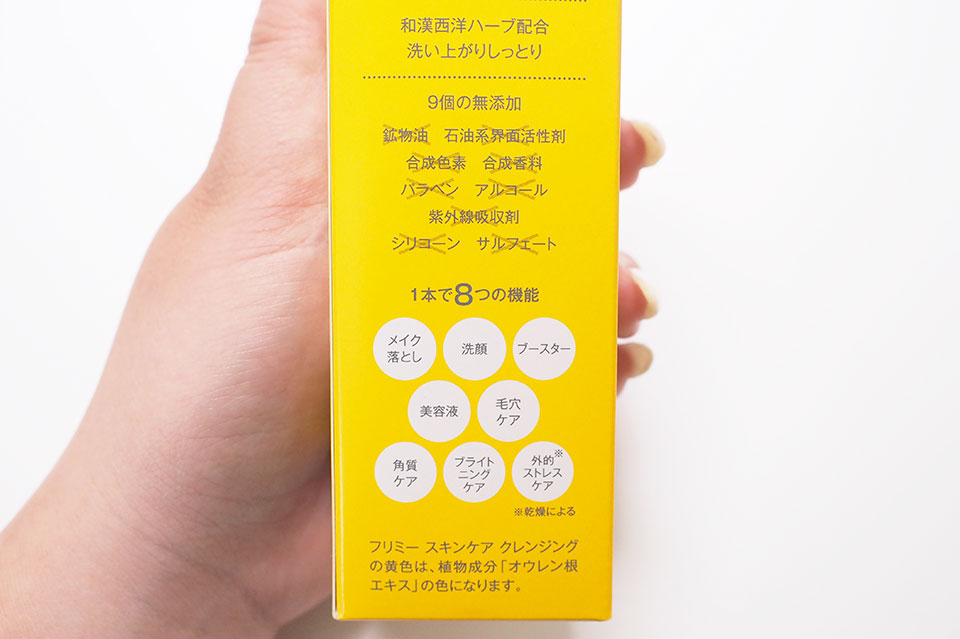 和漢西洋ハーブ配合
洗い上がりしっとり
9個の無添加
鉱物油 石油系界面活性剤
合成色素 合成香料
パラベン アルコール
紫外線吸収剤
シリコーン サルフェート
1本で8つの機能
メイク
落とし
洗顔
ブースター
美容液
毛穴
ケア
角質
ケア
ブライト
ニング
ケア
外的※
ストレス
ケア
※乾燥による
フリミー スキンケア クレンジング
の黄色は、植物成分「オウレン根
エキス」の色になります。